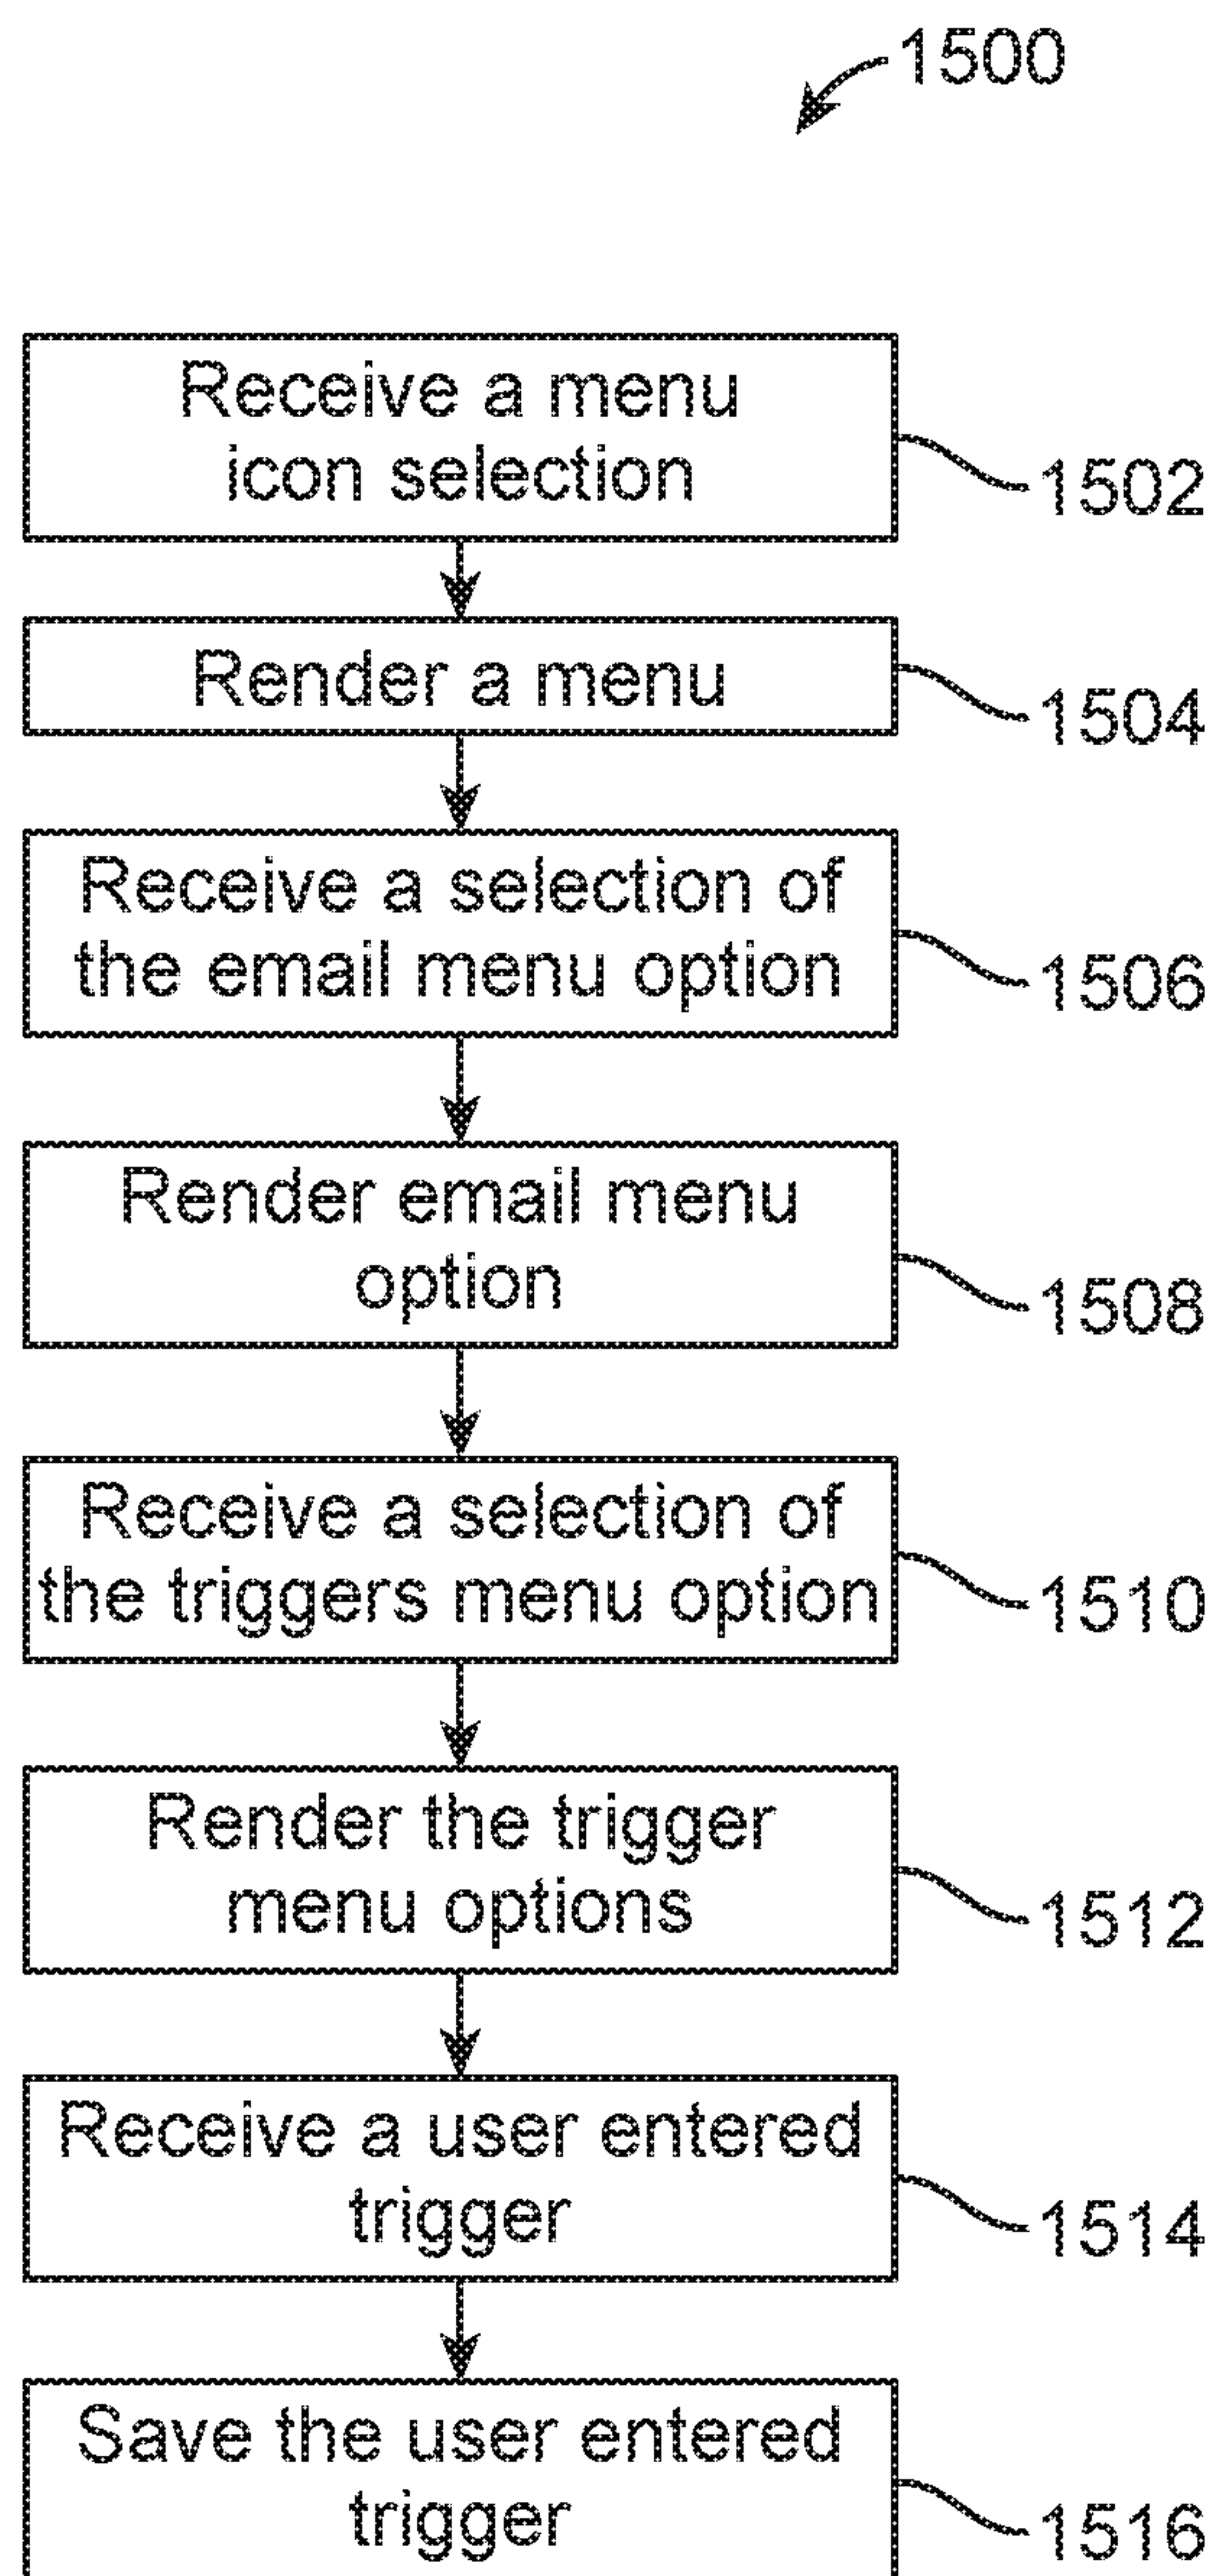 1500
Receive a menu
icon selection
1502
Render a menu
1504
Receive a selection of
the email menu option
1506
Render email menu
option
1508
Receive a selection of
the triggers menu option
1510
Render the trigger
menu options
1512
Receive a user entered
trigger
1514
Save the user entered
trigger
1516